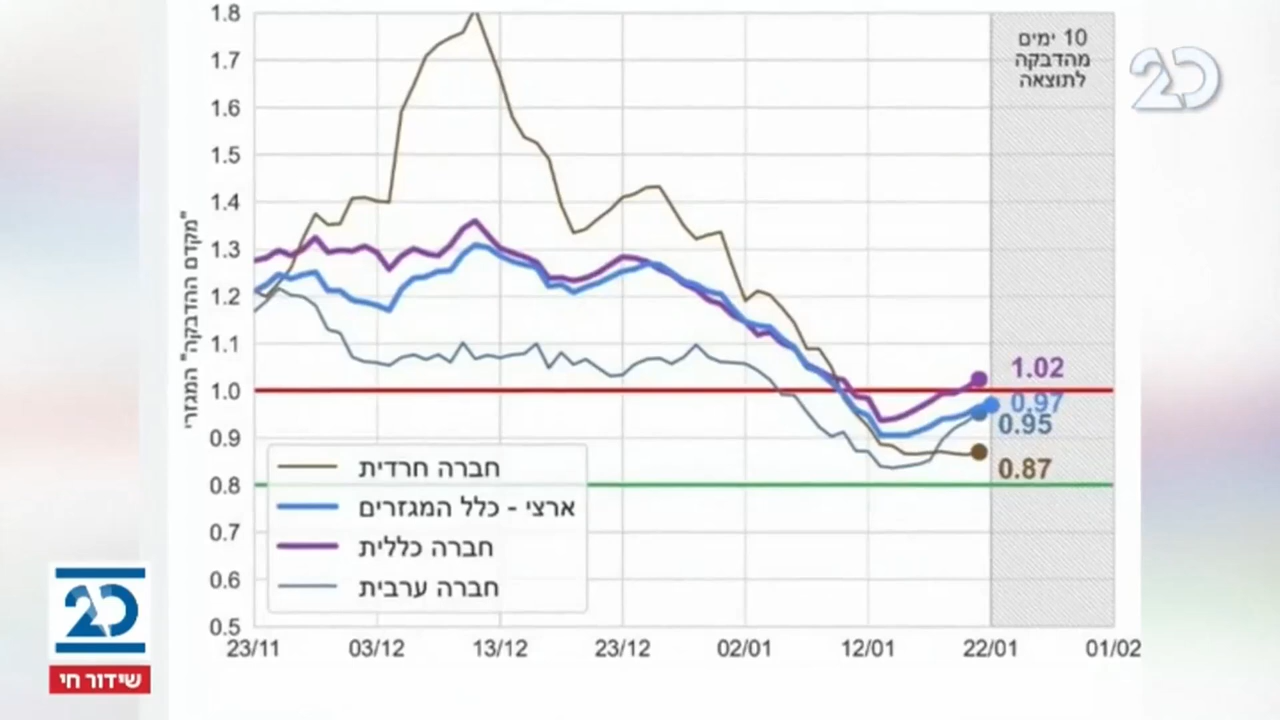 1.8
1.7
1.6
1.5
1.4
1.3
1.2
1.1
1.0
0.9
0.8
0.7
0.6
0.5
"מקדם ההדבקה" המגזרי
10 ימים
מהדבקה
לתוצאה
20
1.02
0.97
0.95
0.87
חברה חרדית
ארצי - כלל המגזרים
חברה כללית
חברה ערבית
23/11 03/12 13/12 23/12 02/01 12/01 22/01 01/02
20
שידור חי